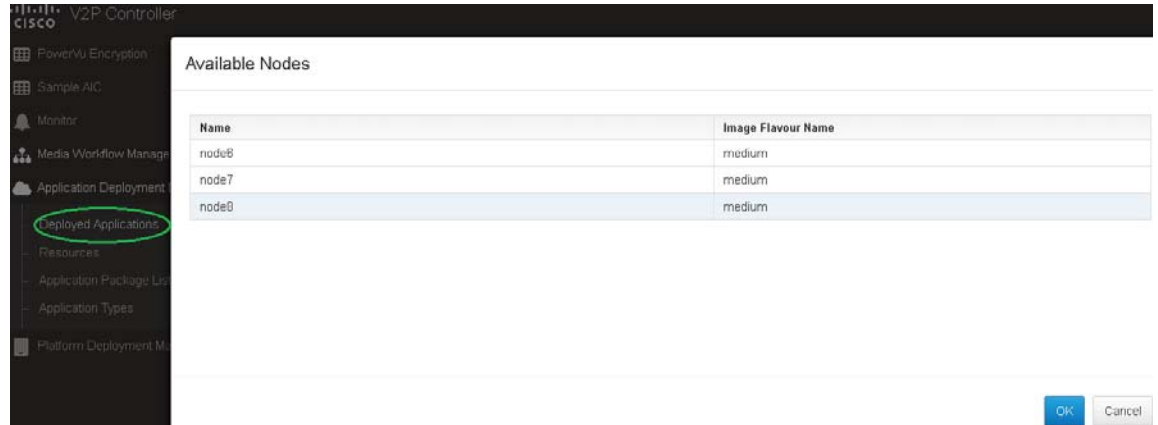 CISCO V2P Controller
PowerVu Encryption
Sample AIC
Monitor
Media Workflow Manage
Application Deployment
Deployed Applications
Resources
Application Package List
Application Types
Platform Deployment Ma
Available Nodes
Name Image Flavour Name
node6 medium
node7 medium
node8 medium
OK Cancel